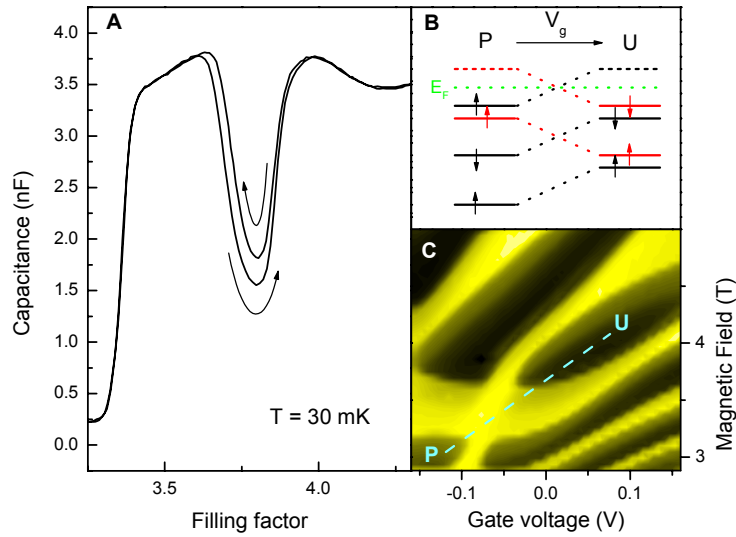 A
4.0
3.5
3.0
2.5
2.0
1.5
1.0
0.5
0.0
Capacitance (nF)
T = 30 mK
3.5
4.0
Filling factor
B
V_g
P
U
E_F
C
U
P
4
3
Magnetic Field (T)
-0.1
0.0
0.1
Gate voltage (V)